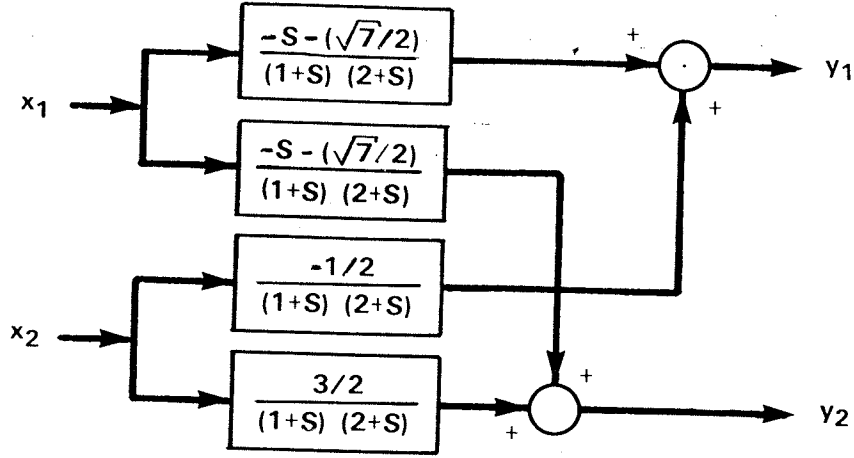 -S-(√7/2)
(1+S) (2+S)
+
y1
x1
+
-S-(√7/2)
(1+S) (2+S)
-1/2
(1+S) (2+S)
x2
3/2
(1+S) (2+S)
+
+
y2